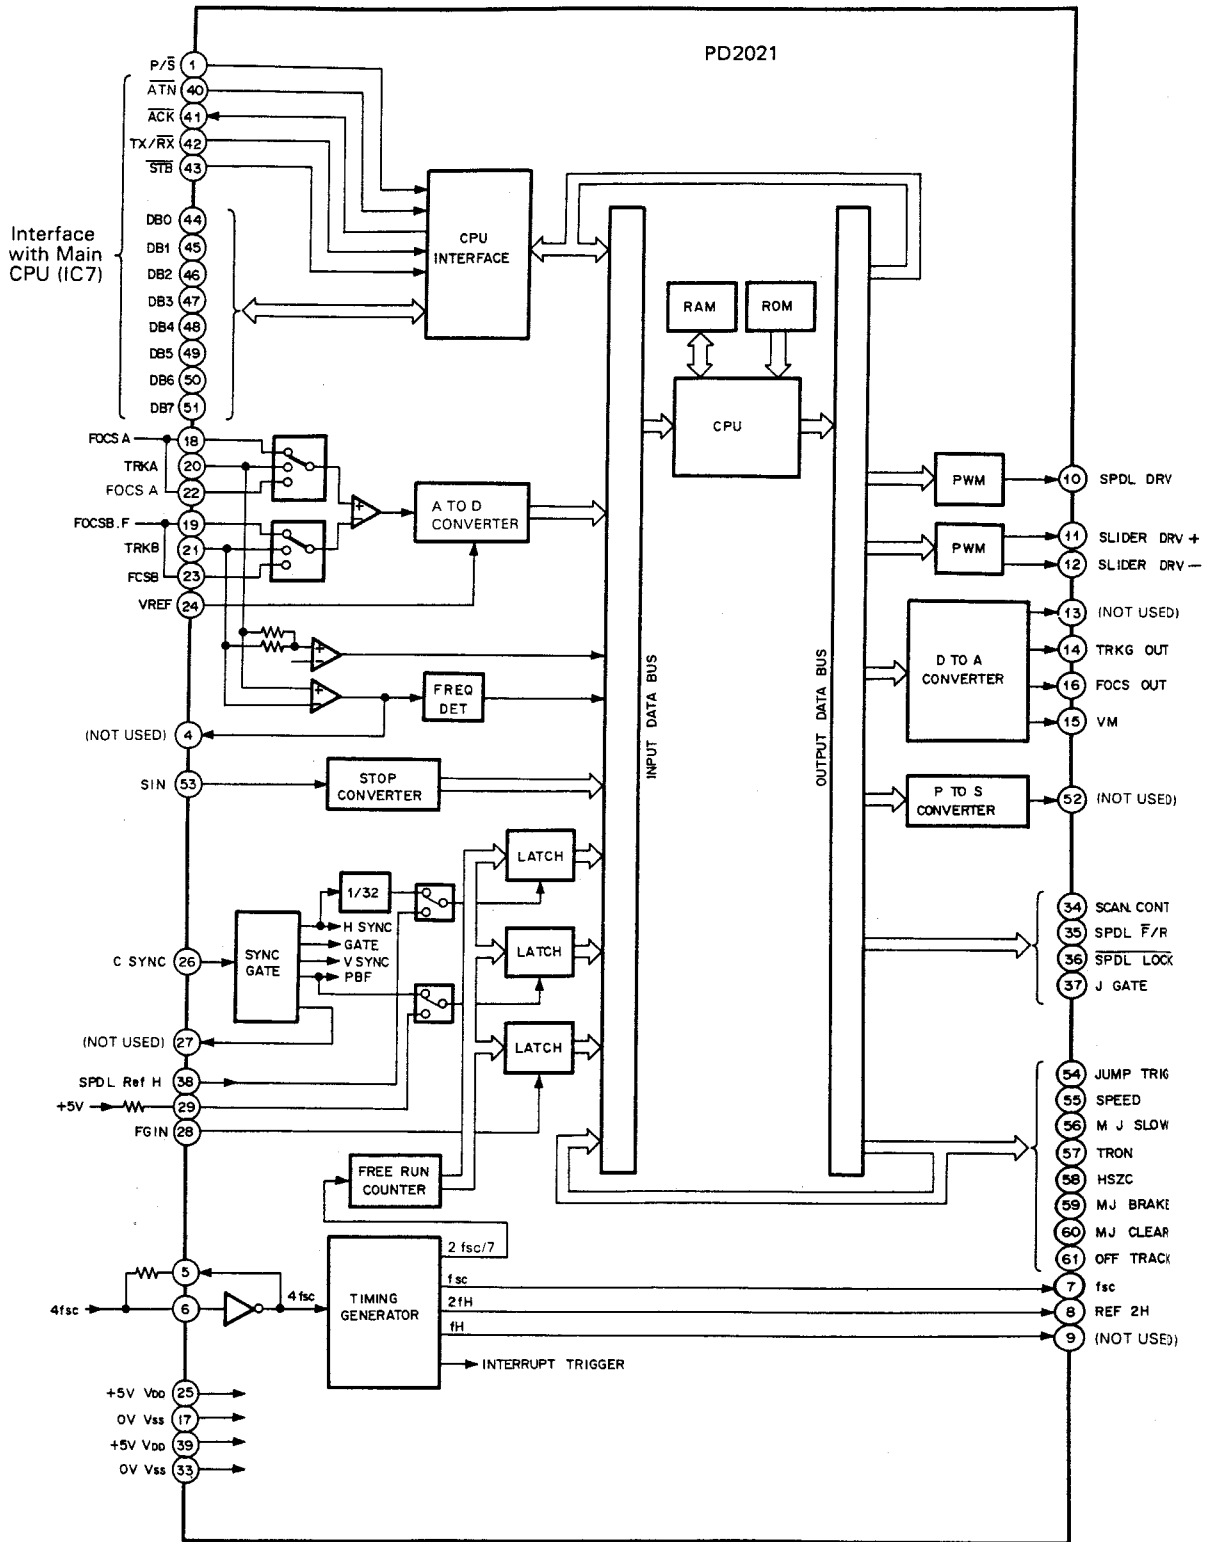 PD2021
P/S̅ 1
A̅T̅N̅ 40
A̅C̅K̅ 41
TX/R̅X̅ 42
S̅T̅B̅ 43
Interface
with Main
CPU (IC7)
DB0 44
DB1 45
DB2 46
DB3 47
DB4 48
DB5 49
DB6 50
DB7 51
CPU
INTERFACE
RAM
ROM
CPU
INPUT DATA BUS
OUTPUT DATA BUS
FOCS A 18
TRKA 20
FOCS A 22
FOCSB.F 19
TRKB 21
FCSB 23
VREF 24
+
−
A TO D
CONVERTER
+
−
+
−
FREQ
DET
(NOT USED) 4
SIN 53
STOP
CONVERTER
LATCH
LATCH
LATCH
1/32
H SYNC
GATE
V SYNC
PBF
C SYNC 26
SYNC
GATE
(NOT USED) 27
SPDL Ref H 38
+5V 29
FGIN 28
FREE RUN
COUNTER
2 fsc/7
5
4fsc 6
4fsc
TIMING
GENERATOR
fsc
2fH
fH
INTERRUPT TRIGGER
+5V VDD 25
0V VSS 17
+5V VDD 39
0V VSS 33
PWM
10 SPDL DRV
PWM
11 SLIDER DRV +
12 SLIDER DRV −
D TO A
CONVERTER
13 (NOT USED)
14 TRKG OUT
16 FOCS OUT
15 VM
P TO S
CONVERTER
52 (NOT USED)
34 SCAN. CONT
35 SPDL F̅/R
36 S̅P̅D̅L̅ L̅O̅C̅K̅
37 J GATE
54 JUMP TRIG
55 SPEED
56 M J SLOW
57 TRON
58 HSZC
59 MJ BRAKE
60 MJ CLEAR
61 OFF TRACK
7 fsc
8 REF 2H
9 (NOT USED)